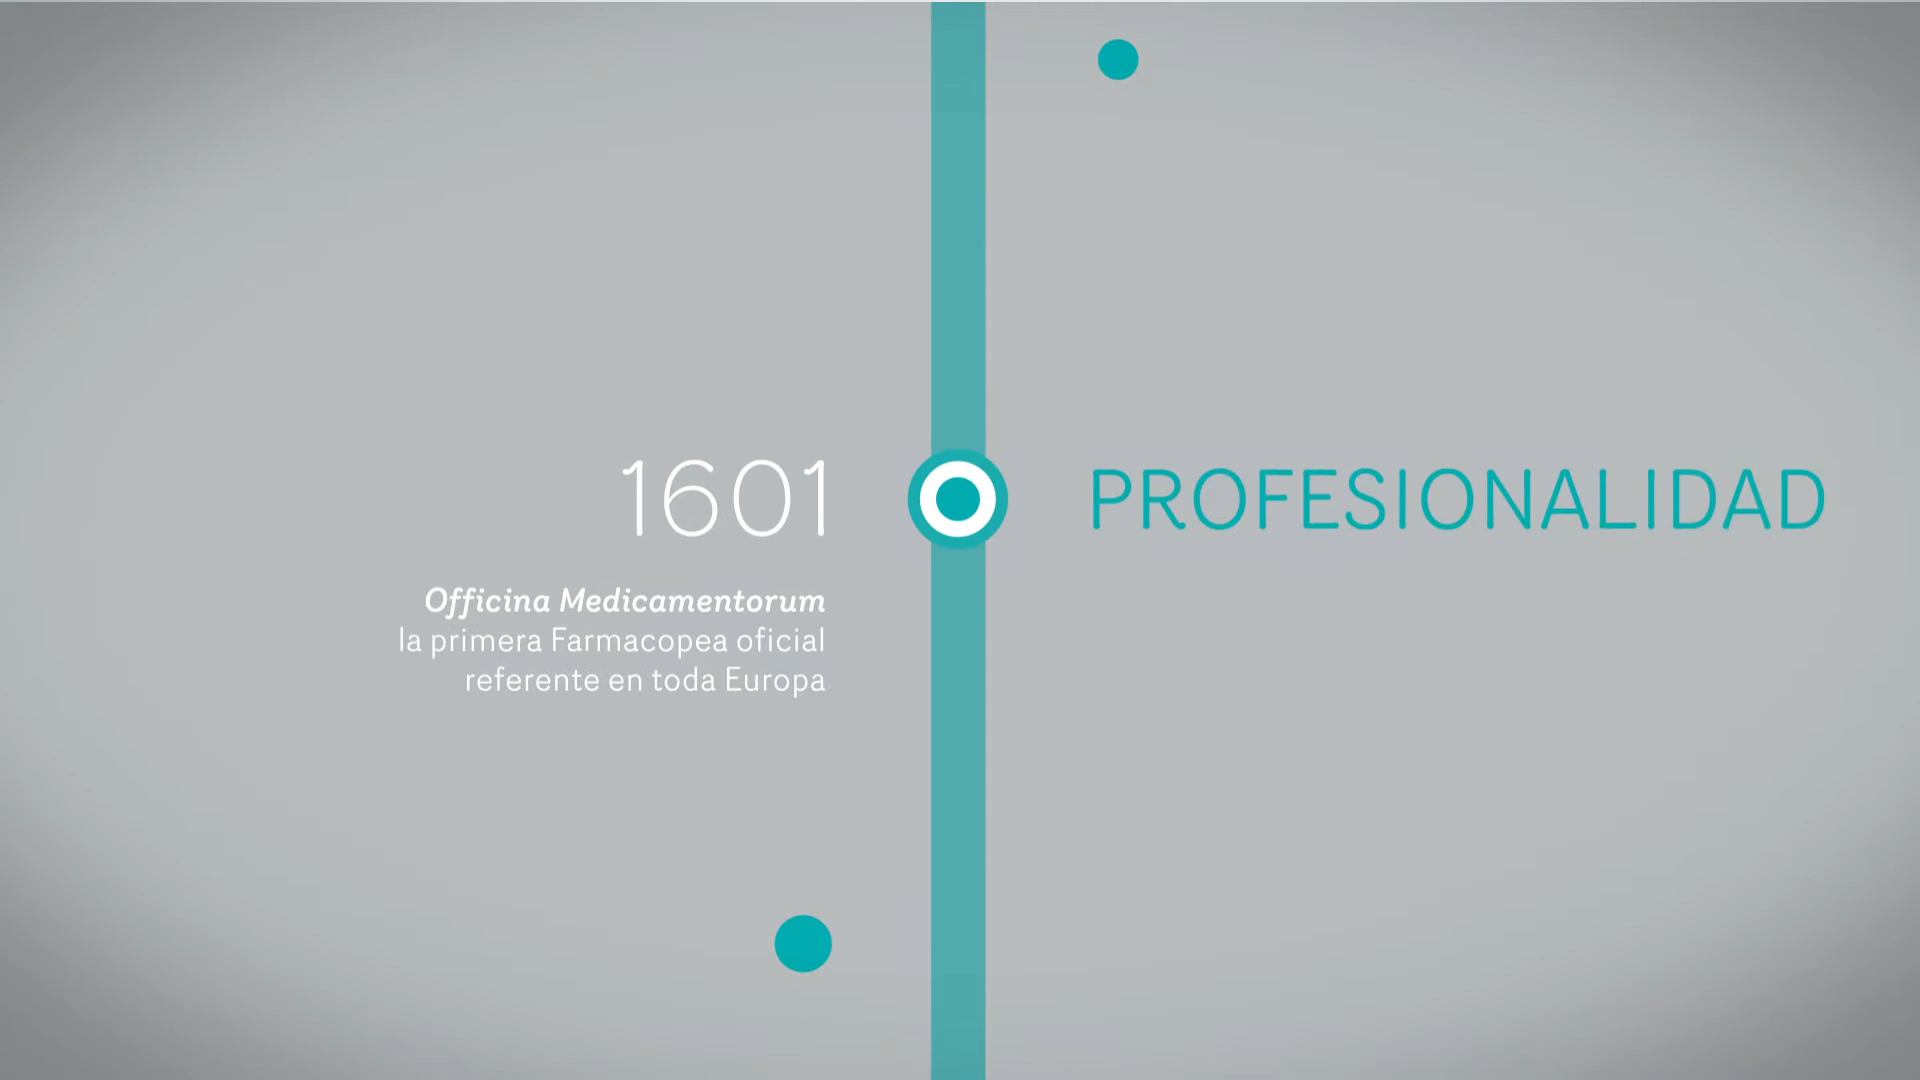 1601
PROFESIONALIDAD
Officina Medicamentorum
la primera Farmacopea oficial
referente en toda Europa